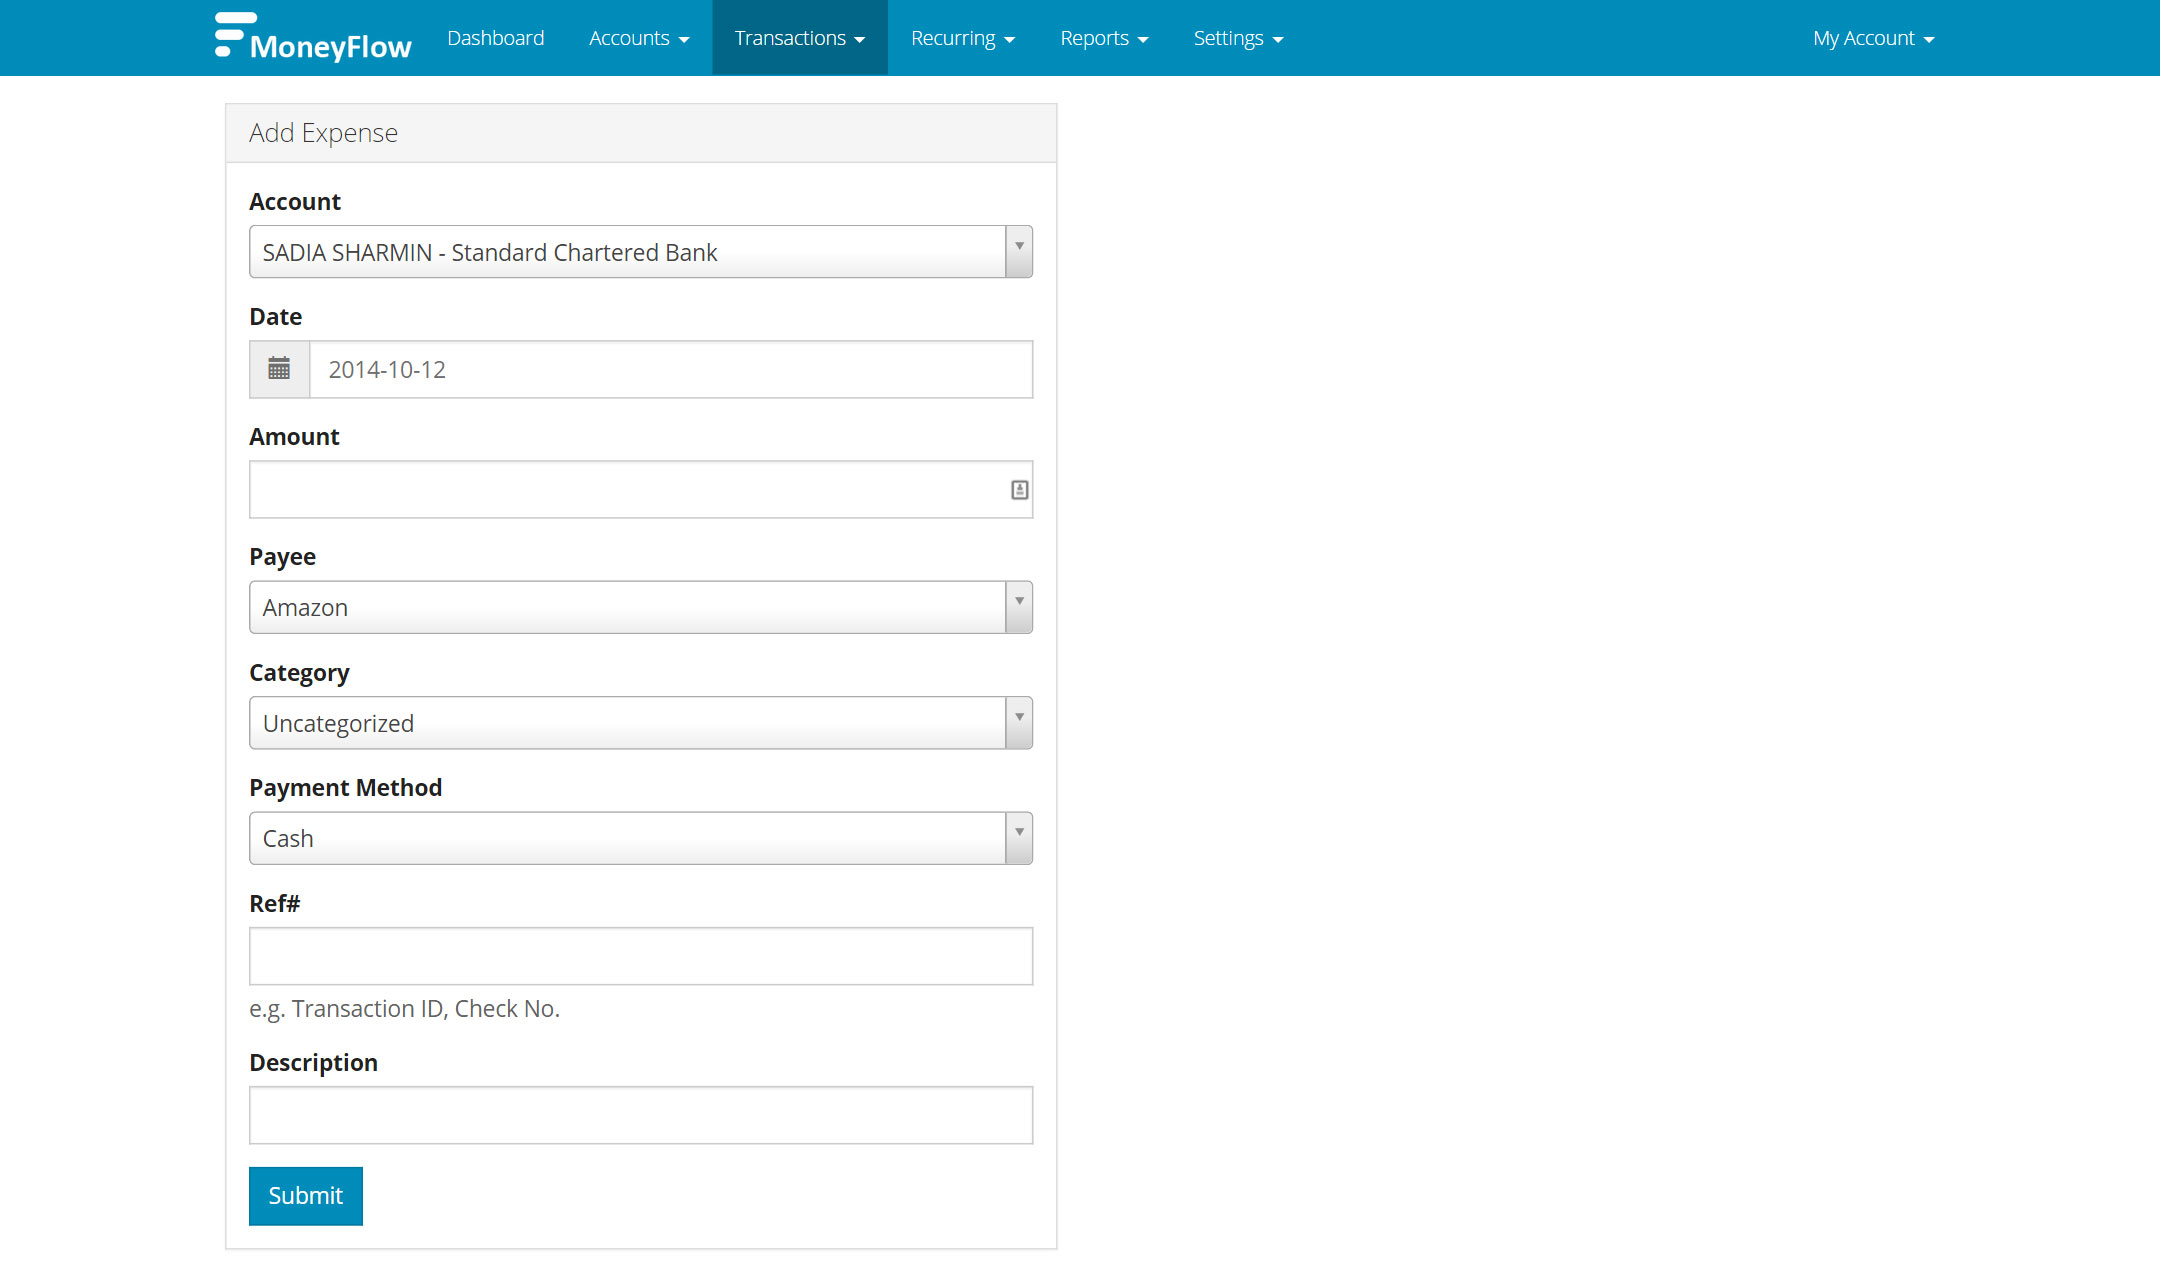 MoneyFlow Dashboard Accounts Transactions Recurring Reports Settings My Account
Add Expense
Account
SADIA SHARMIN - Standard Chartered Bank
Date
2014-10-12
Amount
Payee
Amazon
Category
Uncategorized
Payment Method
Cash
Ref#
e.g. Transaction ID, Check No.
Description
Submit